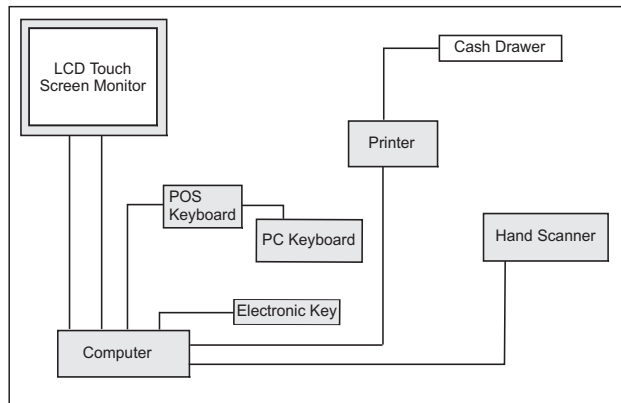 LCD Touch
Screen Monitor
Cash Drawer
Printer
POS
Keyboard
PC Keyboard
Hand Scanner
Electronic Key
Computer